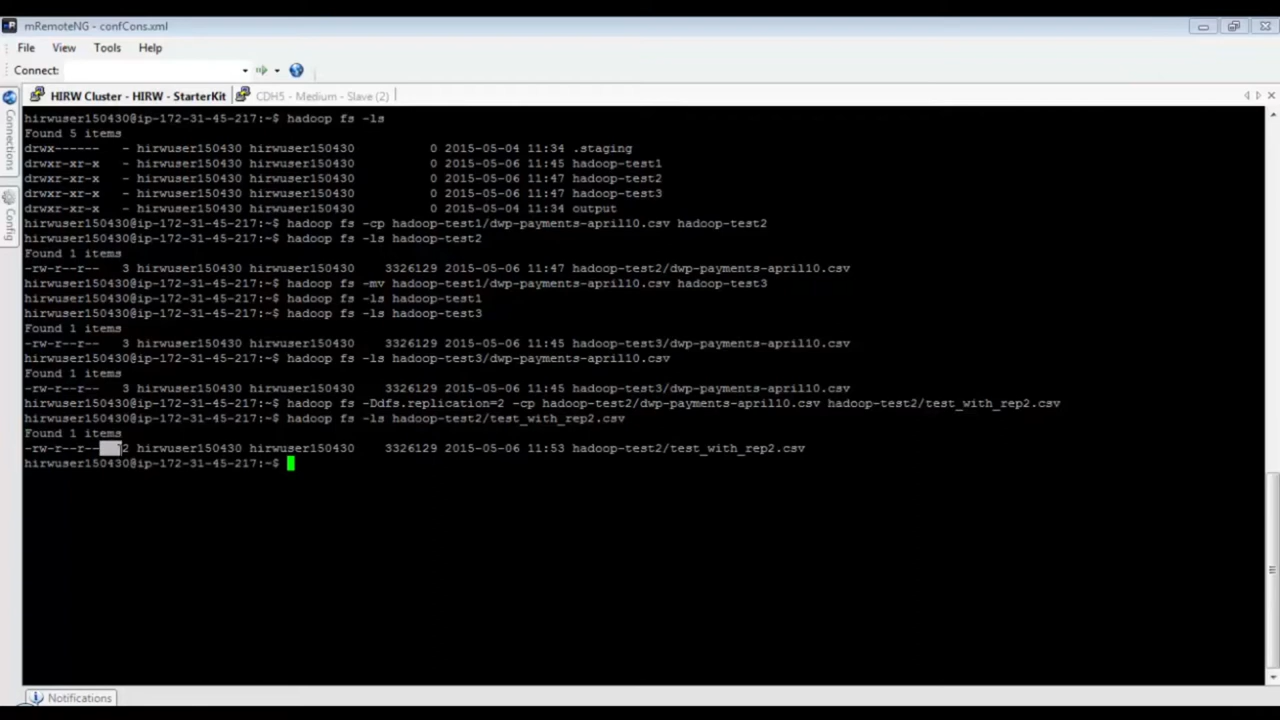 mRemoteNG - confCons.xml
File View Tools Help
Connect:
HIRW Cluster - HIRW - StarterKit CDH5 - Medium - Slave (2)
Connections
Config
hirwuser150430@ip-172-31-45-217:~$ hadoop fs -ls
Found 5 items
drwx------ - hirwuser150430 hirwuser150430 0 2015-05-04 11:34 .staging
drwxr-xr-x - hirwuser150430 hirwuser150430 0 2015-05-06 11:45 hadoop-test1
drwxr-xr-x - hirwuser150430 hirwuser150430 0 2015-05-06 11:47 hadoop-test2
drwxr-xr-x - hirwuser150430 hirwuser150430 0 2015-05-06 11:47 hadoop-test3
drwxr-xr-x - hirwuser150430 hirwuser150430 0 2015-05-04 11:34 output
hirwuser150430@ip-172-31-45-217:~$ hadoop fs -cp hadoop-test1/dwp-payments-april10.csv hadoop-test2
hirwuser150430@ip-172-31-45-217:~$ hadoop fs -ls hadoop-test2
Found 1 items
-rw-r--r-- 3 hirwuser150430 hirwuser150430 3326129 2015-05-06 11:47 hadoop-test2/dwp-payments-april10.csv
hirwuser150430@ip-172-31-45-217:~$ hadoop fs -mv hadoop-test1/dwp-payments-april10.csv hadoop-test3
hirwuser150430@ip-172-31-45-217:~$ hadoop fs -ls hadoop-test1
hirwuser150430@ip-172-31-45-217:~$ hadoop fs -ls hadoop-test3
Found 1 items
-rw-r--r-- 3 hirwuser150430 hirwuser150430 3326129 2015-05-06 11:45 hadoop-test3/dwp-payments-april10.csv
hirwuser150430@ip-172-31-45-217:~$ hadoop fs -ls hadoop-test3/dwp-payments-april10.csv
Found 1 items
-rw-r--r-- 3 hirwuser150430 hirwuser150430 3326129 2015-05-06 11:45 hadoop-test3/dwp-payments-april10.csv
hirwuser150430@ip-172-31-45-217:~$ hadoop fs -Ddfs.replication=2 -cp hadoop-test2/dwp-payments-april10.csv hadoop-test2/test_with_rep2.csv
hirwuser150430@ip-172-31-45-217:~$ hadoop fs -ls hadoop-test2/test_with_rep2.csv
Found 1 items
-rw-r--r-- 2 hirwuser150430 hirwuser150430 3326129 2015-05-06 11:53 hadoop-test2/test_with_rep2.csv
hirwuser150430@ip-172-31-45-217:~$
Notifications